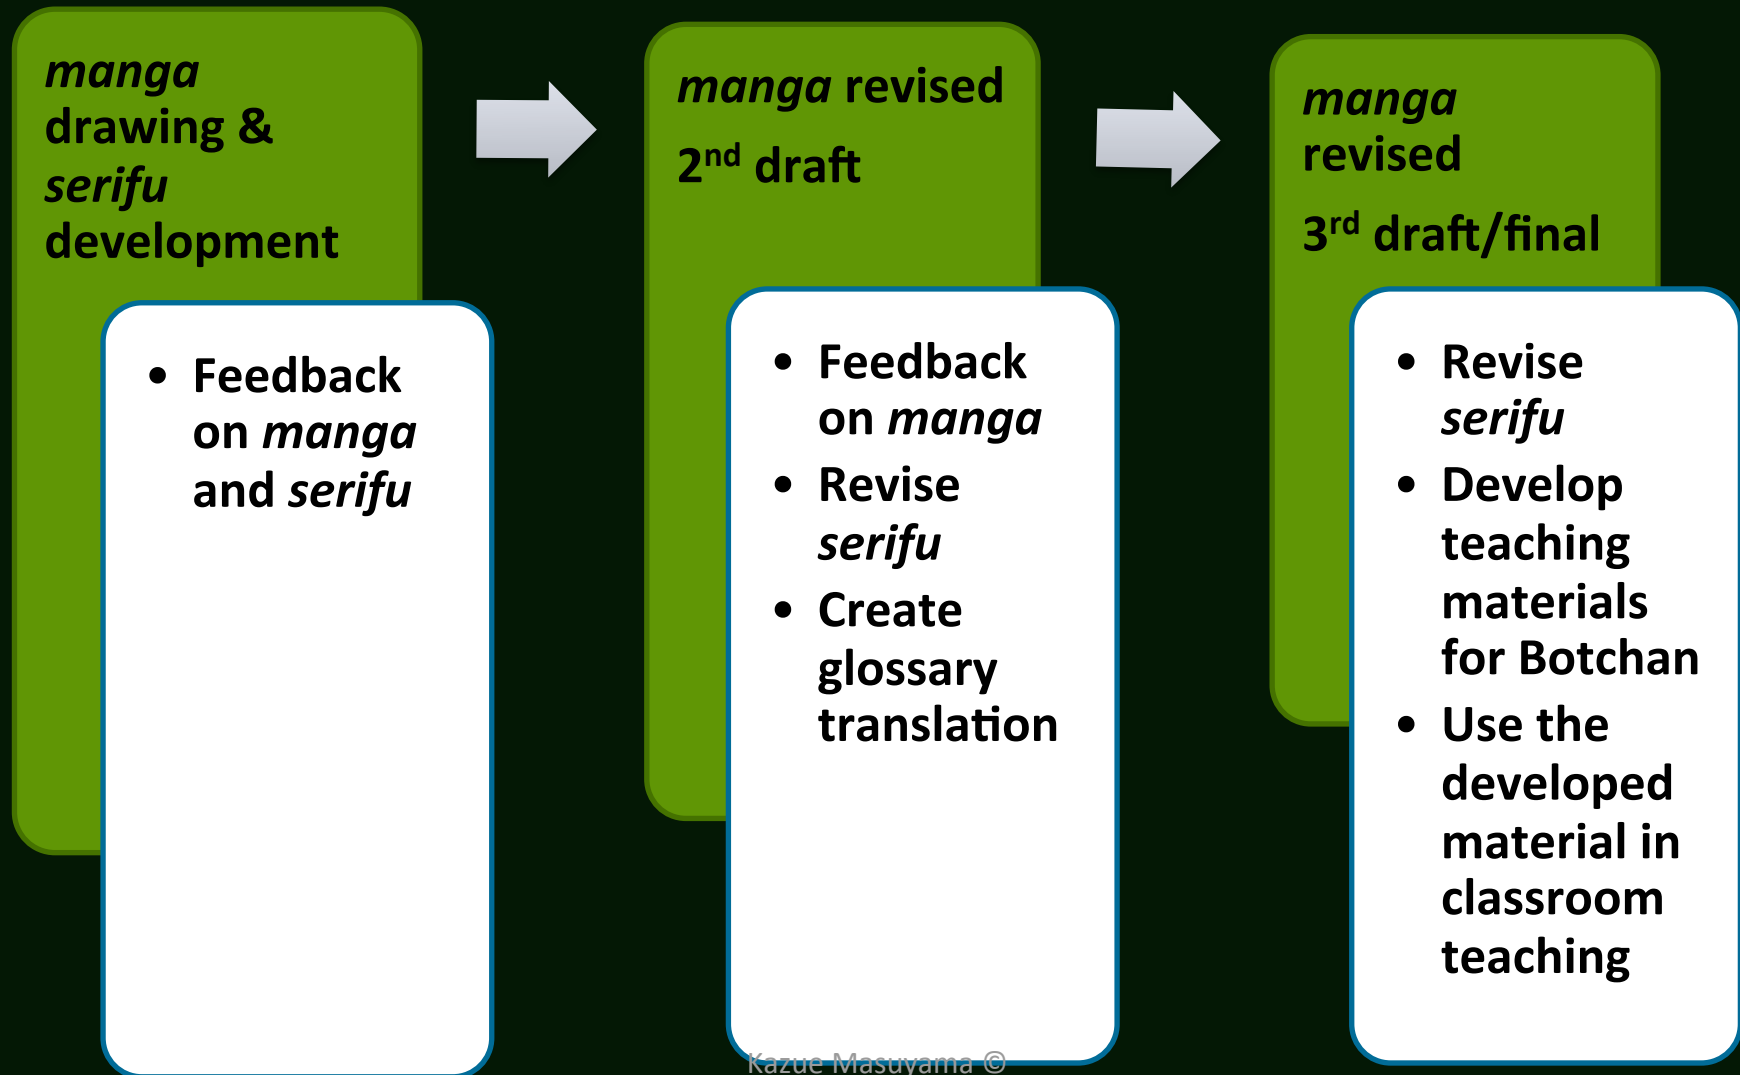 manga
drawing &
serifu
development
• Feedback
on manga
and serifu
manga revised
2nd draft
• Feedback
on manga
• Revise
serifu
• Create
glossary
translation
manga
revised
3rd draft/final
• Revise
serifu
• Develop
teaching
materials
for Botchan
• Use the
developed
material in
classroom
teaching
Kazue Masuyama ©